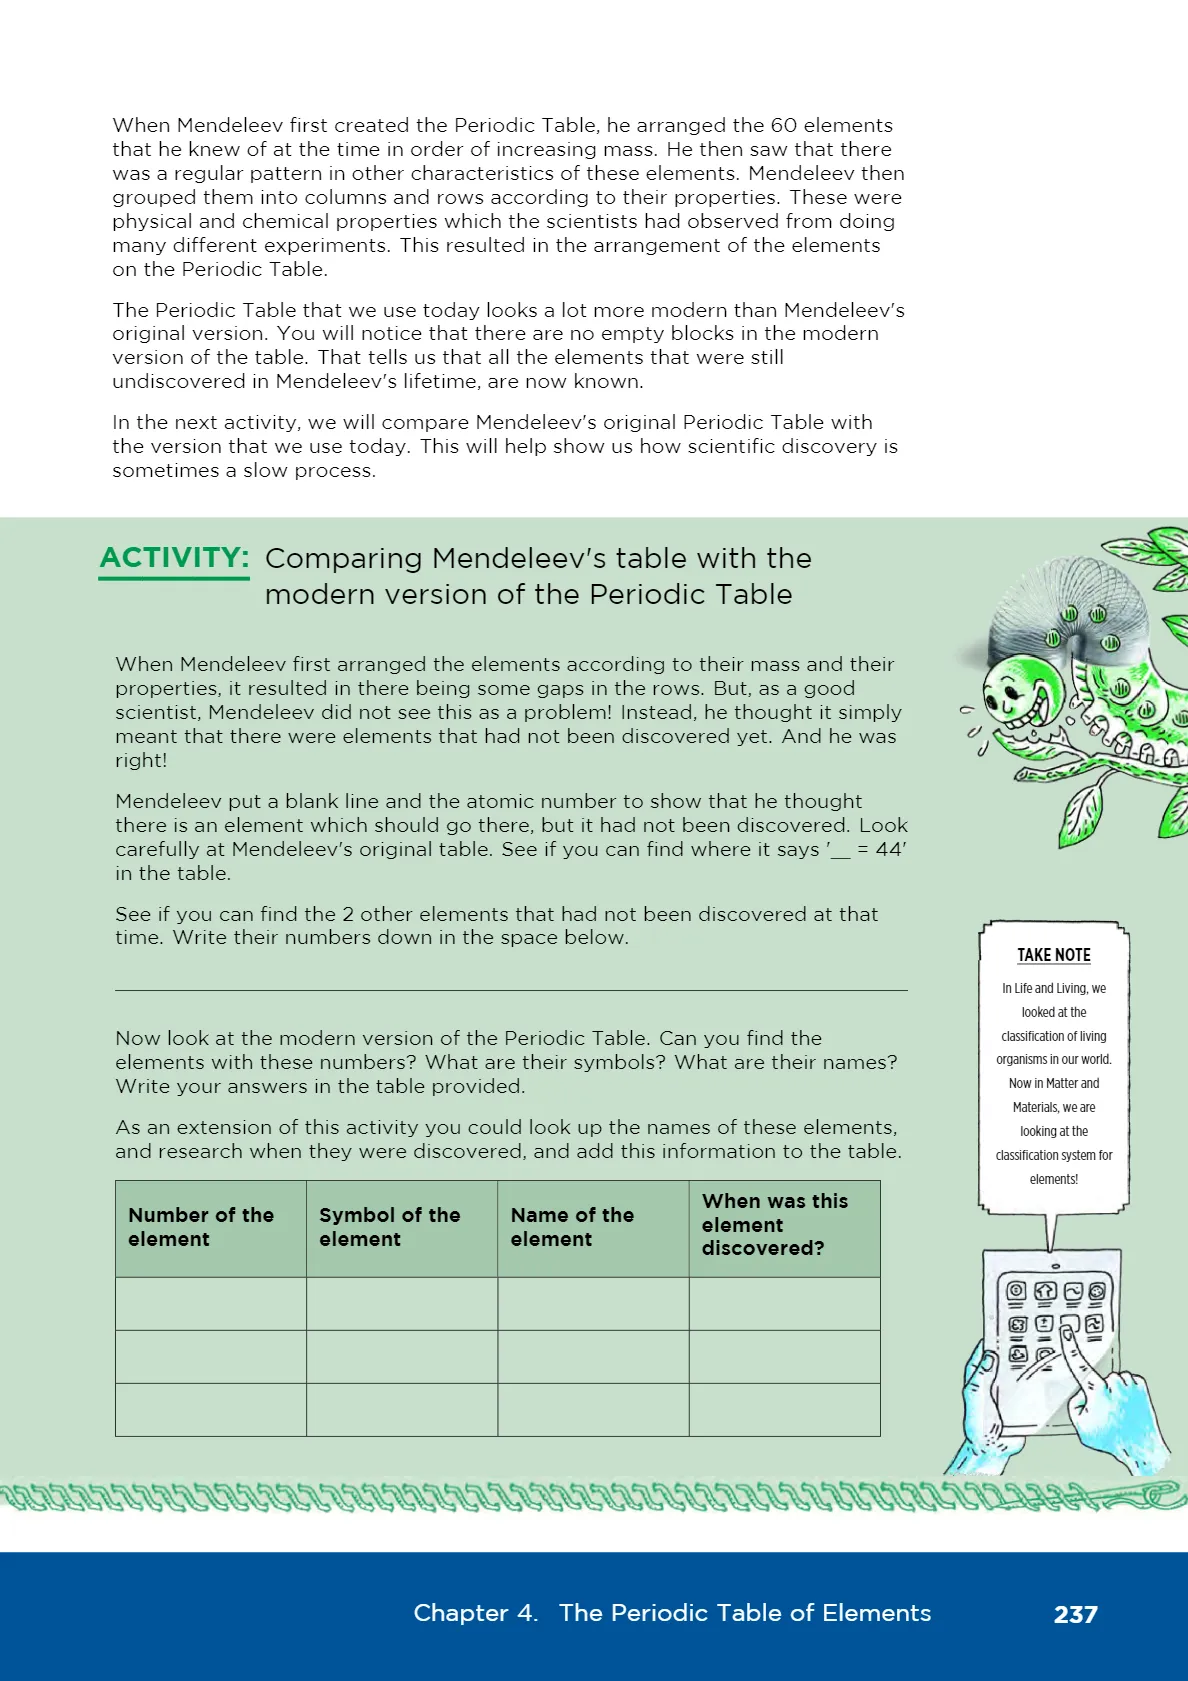 When Mendeleev first created the Periodic Table, he arranged the 60 elements
that he knew of at the time in order of increasing mass. He then saw that there
was a regular pattern in other characteristics of these elements. Mendeleev then
grouped them into columns and rows according to their properties. These were
physical and chemical properties which the scientists had observed from doing
many different experiments. This resulted in the arrangement of the elements
on the Periodic Table.
The Periodic Table that we use today looks a lot more modern than Mendeleev's
original version. You will notice that there are no empty blocks in the modern
version of the table. That tells us that all the elements that were still
undiscovered in Mendeleev's lifetime, are now known.
In the next activity, we will compare Mendeleev's original Periodic Table with
the version that we use today. This will help show us how scientific discovery is
sometimes a slow process.
ACTIVITY: Comparing Mendeleev's table with the
modern version of the Periodic Table
When Mendeleev first arranged the elements according to their mass and their
properties, it resulted in there being some gaps in the rows. But, as a good
scientist, Mendeleev did not see this as a problem! Instead, he thought it simply
meant that there were elements that had not been discovered yet. And he was
right!
Mendeleev put a blank line and the atomic number to show that he thought
there is an element which should go there, but it had not been discovered. Look
carefully at Mendeleev's original table. See if you can find where it says '__ = 44'
in the table.
See if you can find the 2 other elements that had not been discovered at that
time. Write their numbers down in the space below.
Now look at the modern version of the Periodic Table. Can you find the
elements with these numbers? What are their symbols? What are their names?
Write your answers in the table provided.
As an extension of this activity you could look up the names of these elements,
and research when they were discovered, and add this information to the table.
Number of the
element
Symbol of the
element
Name of the
element
When was this
element
discovered?
TAKE NOTE
In Life and Living, we
looked at the
classification of living
organisms in our world.
Now in Matter and
Materials, we are
looking at the
classification system for
elements!
Chapter 4. The Periodic Table of Elements 237